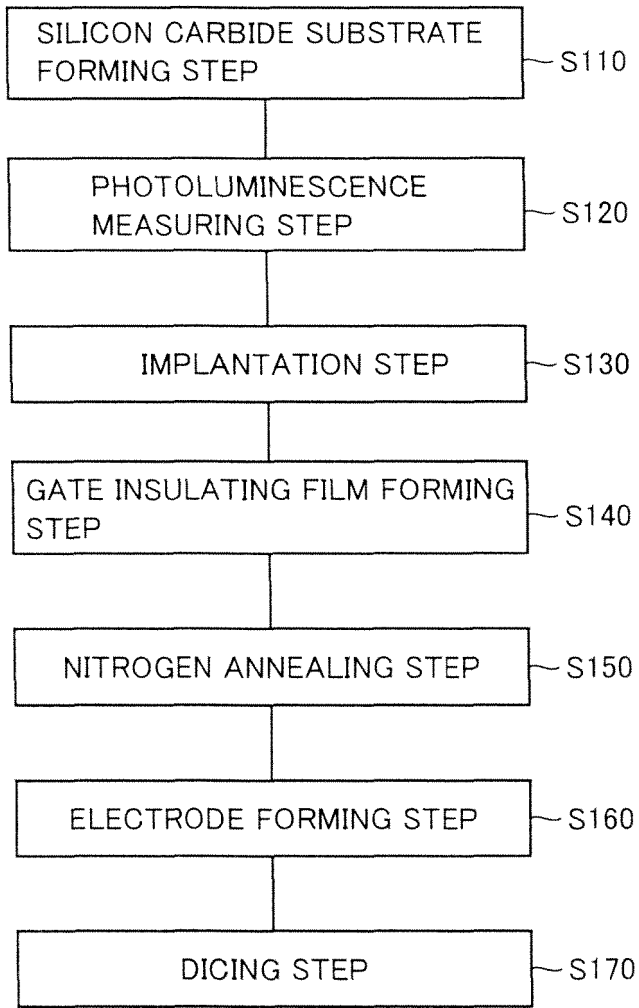 SILICON CARBIDE SUBSTRATE
FORMING STEP
S110
PHOTOLUMINESCENCE
MEASURING STEP
S120
IMPLANTATION STEP
S130
GATE INSULATING FILM FORMING
STEP
S140
NITROGEN ANNEALING STEP
S150
ELECTRODE FORMING STEP
S160
DICING STEP
S170